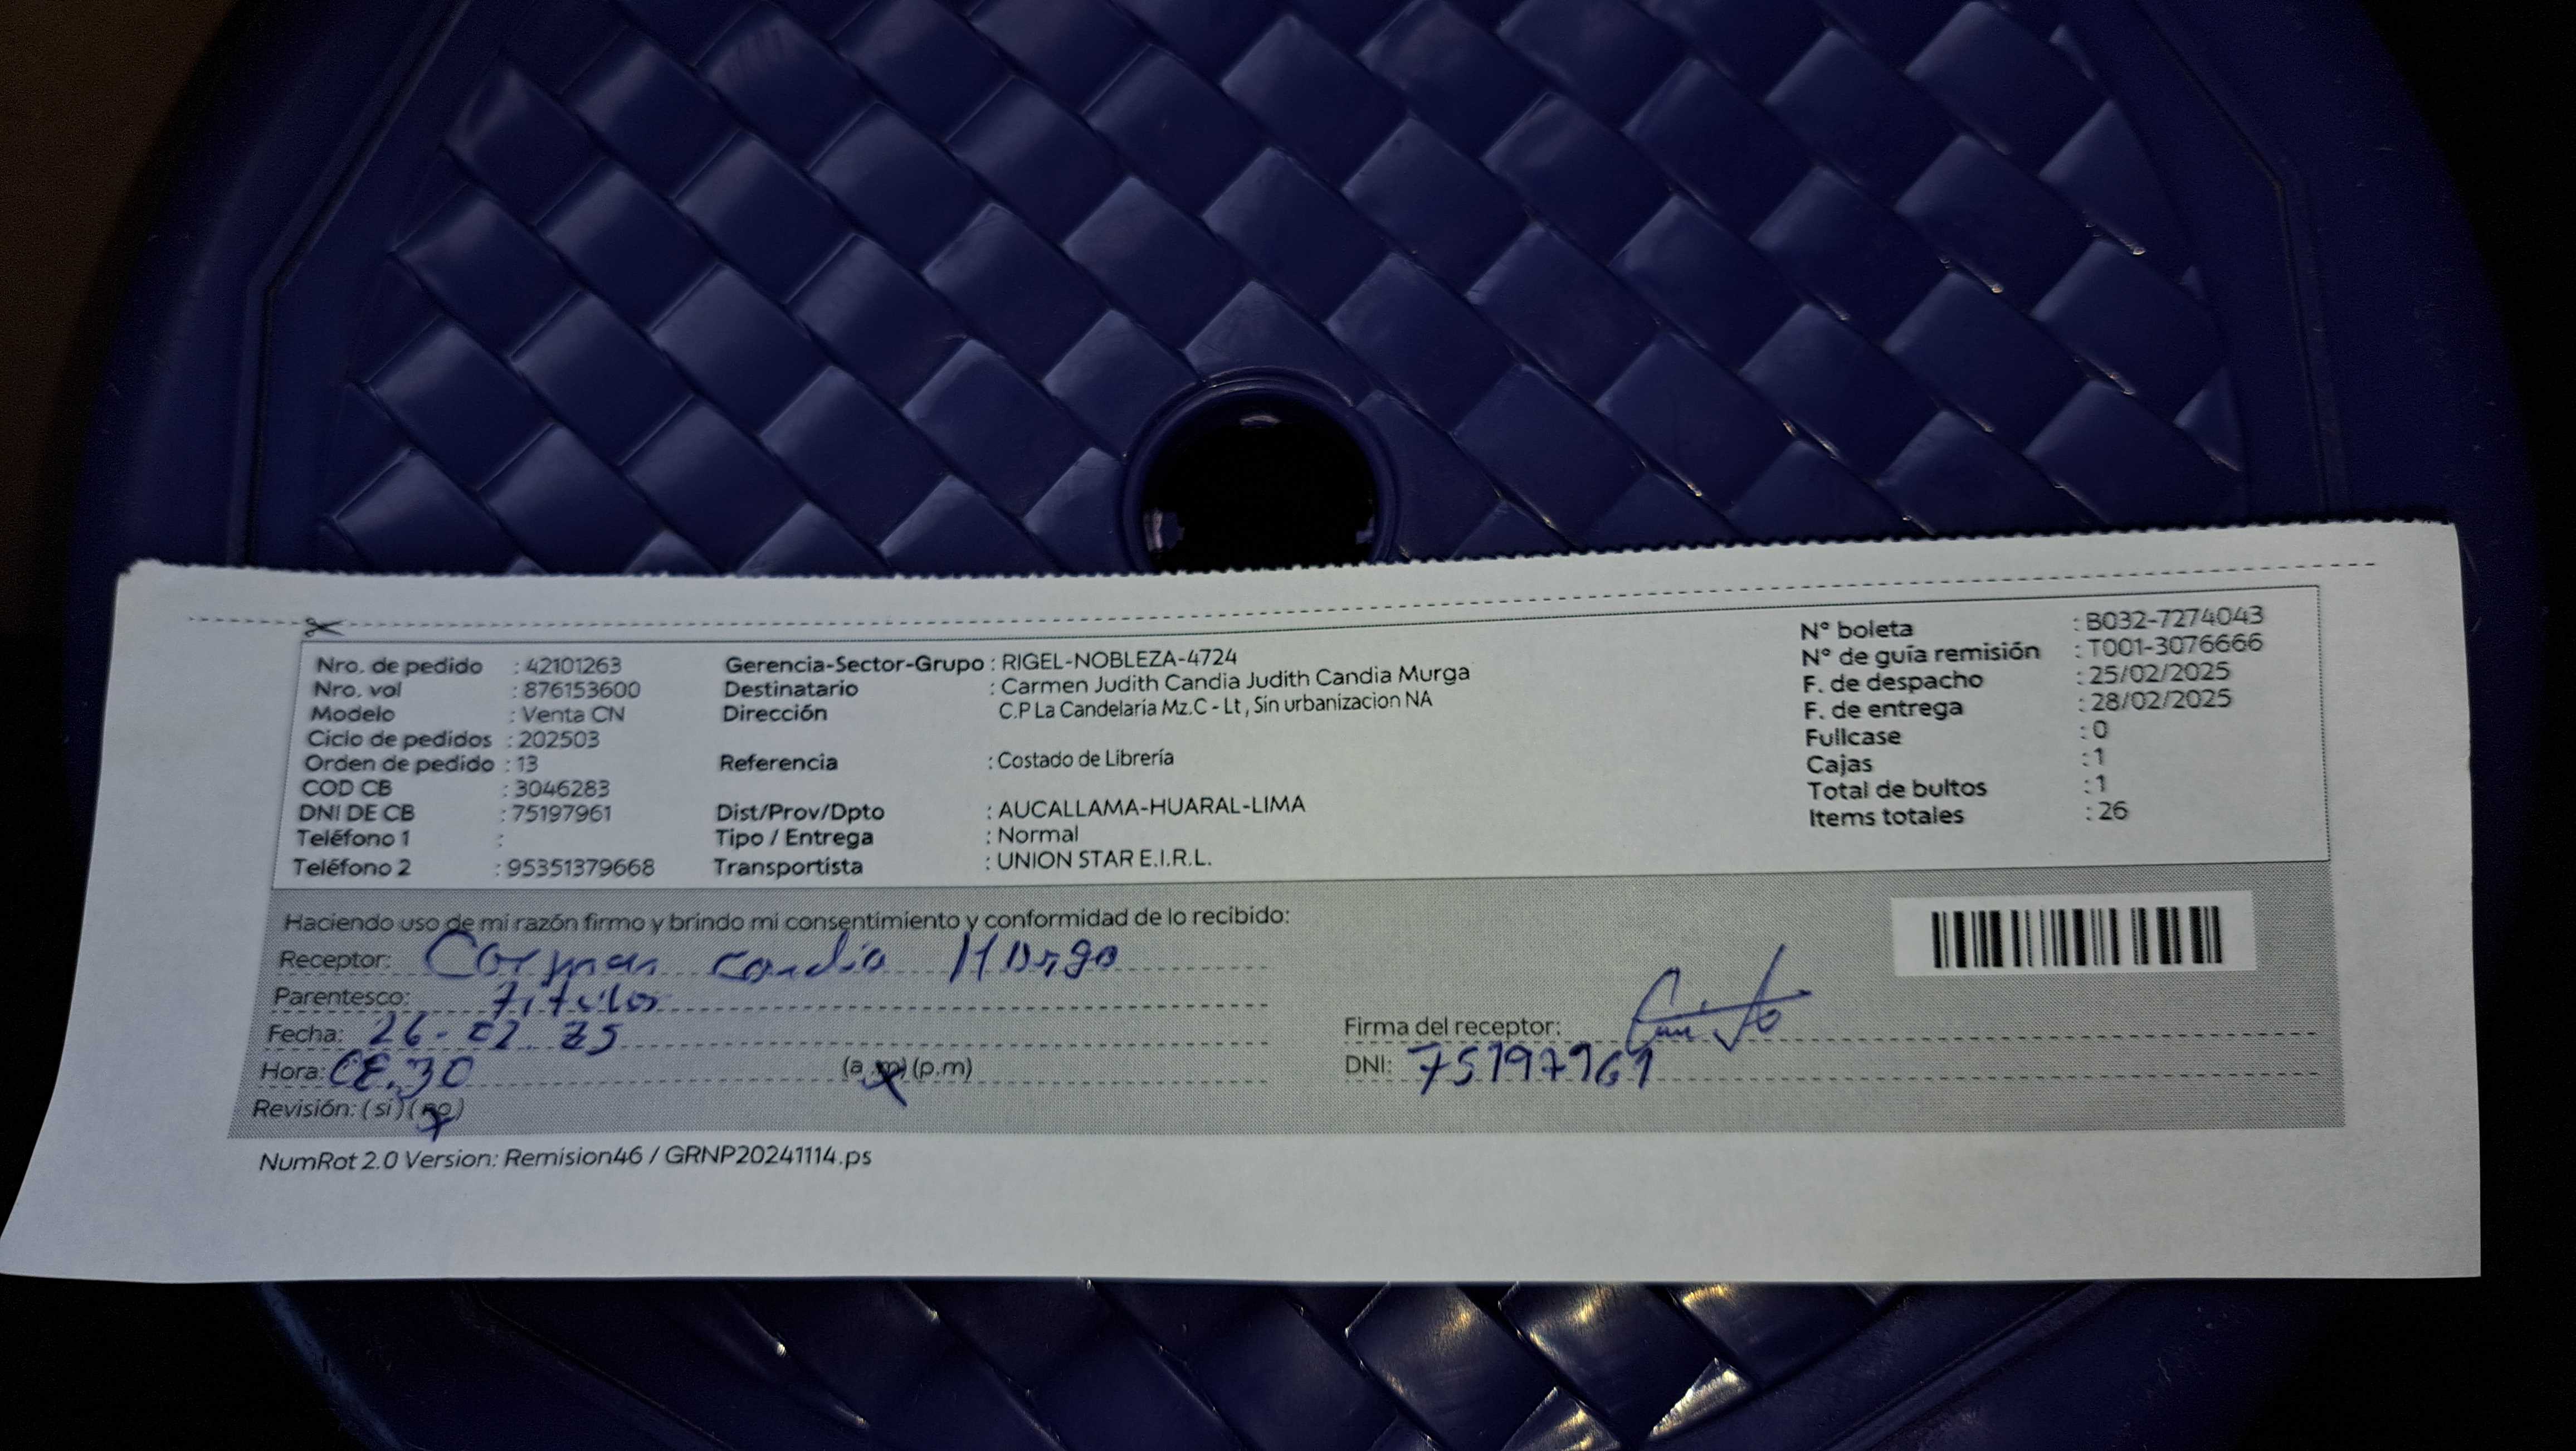 Nro. de pedido : 42101263
Nro. vol : 876153600
Modelo : Venta CN
Ciclo de pedidos : 202503
Orden de pedido : 13
COD CB : 3046283
DNI DE CB : 75197961
Teléfono 1 :
Teléfono 2 : 95351379668
Gerencia-Sector-Grupo : RIGEL-NOBLEZA-4724
Destinatario : Carmen Judith Candia Judith Candia Murga
Dirección C.P La Candelaria Mz.C - Lt , Sin urbanizacion NA
Referencia : Costado de Librería
Dist/Prov/Dpto : AUCALLAMA-HUARAL-LIMA
Tipo / Entrega : Normal
Transportista : UNION STAR E.I.R.L.
N° boleta : B032-7274043
N° de guía remisión : T001-3076666
F. de despacho : 25/02/2025
F. de entrega : 28/02/2025
Fullcase : 0
Cajas : 1
Total de bultos : 1
Items totales : 26
Haciendo uso de mi razón firmo y brindo mi consentimiento y conformidad de lo recibido:
Receptor: Carmen Candia Murga
Parentesco: titular
Fecha: 26-02-25
Hora: 08.30 (a.m) (p.m)
Revisión: (si) (no)
Firma del receptor:
DNI: 75197961
NumRot 2.0 Version: Remision46 / GRNP20241114.ps